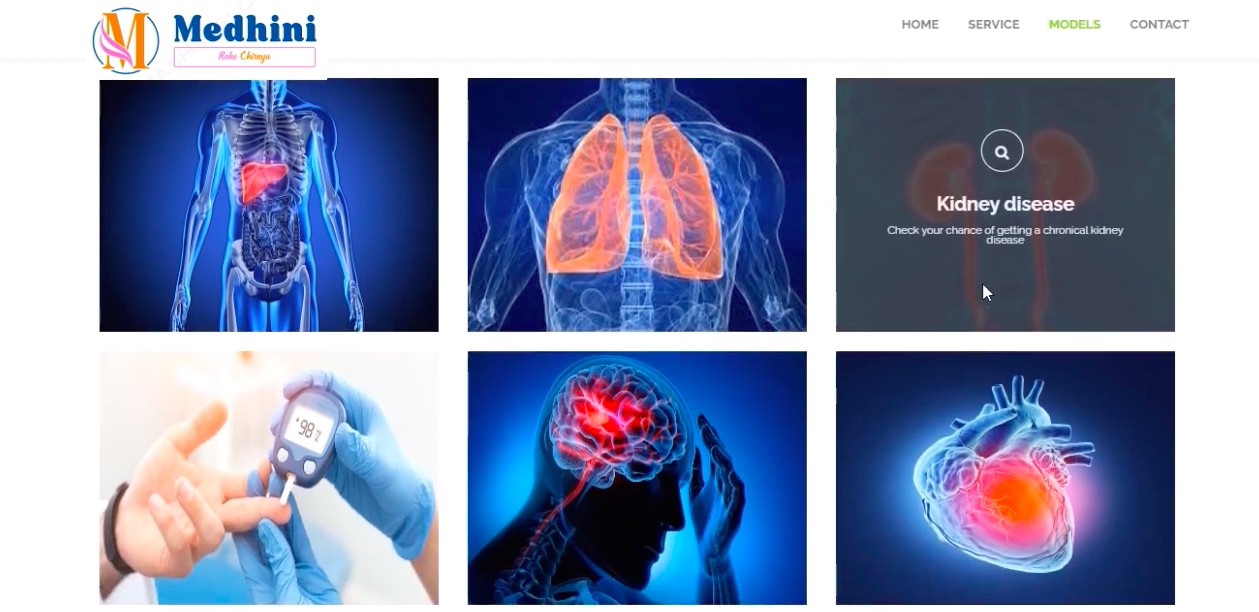 Medhini
Raho Chirayu
HOME SERVICE MODELS CONTACT
Kidney disease
Check your chance of getting a chronical kidney
disease
98